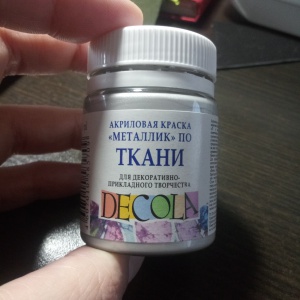 АКРИЛОВАЯ КРАСКА
«МЕТАЛЛИК» ПО
ТКАНИ
ДЛЯ ДЕКОРАТИВНО-
ПРИКЛАДНОГО ТВОРЧЕСТВА
DECOLA